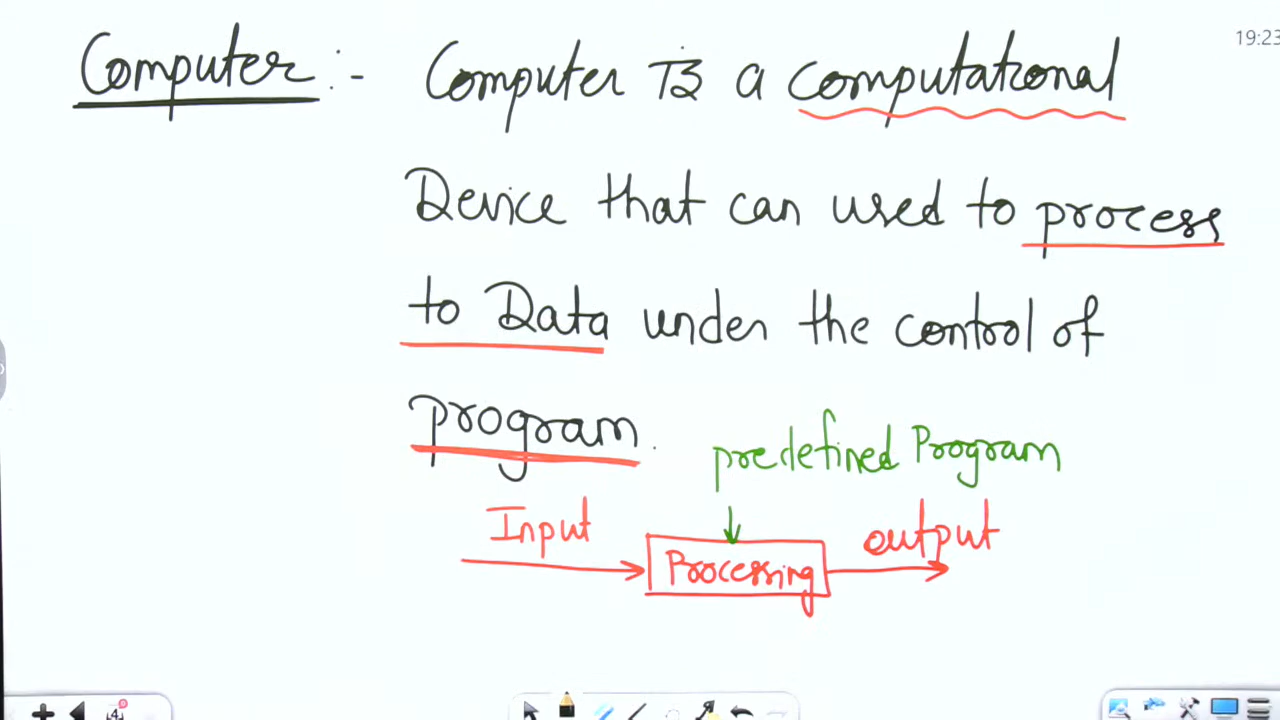 19:23
Computer :- Computer is a computational
Device that can used to process
to Data under the control of
program.
predefined Program
Input
output
Processing